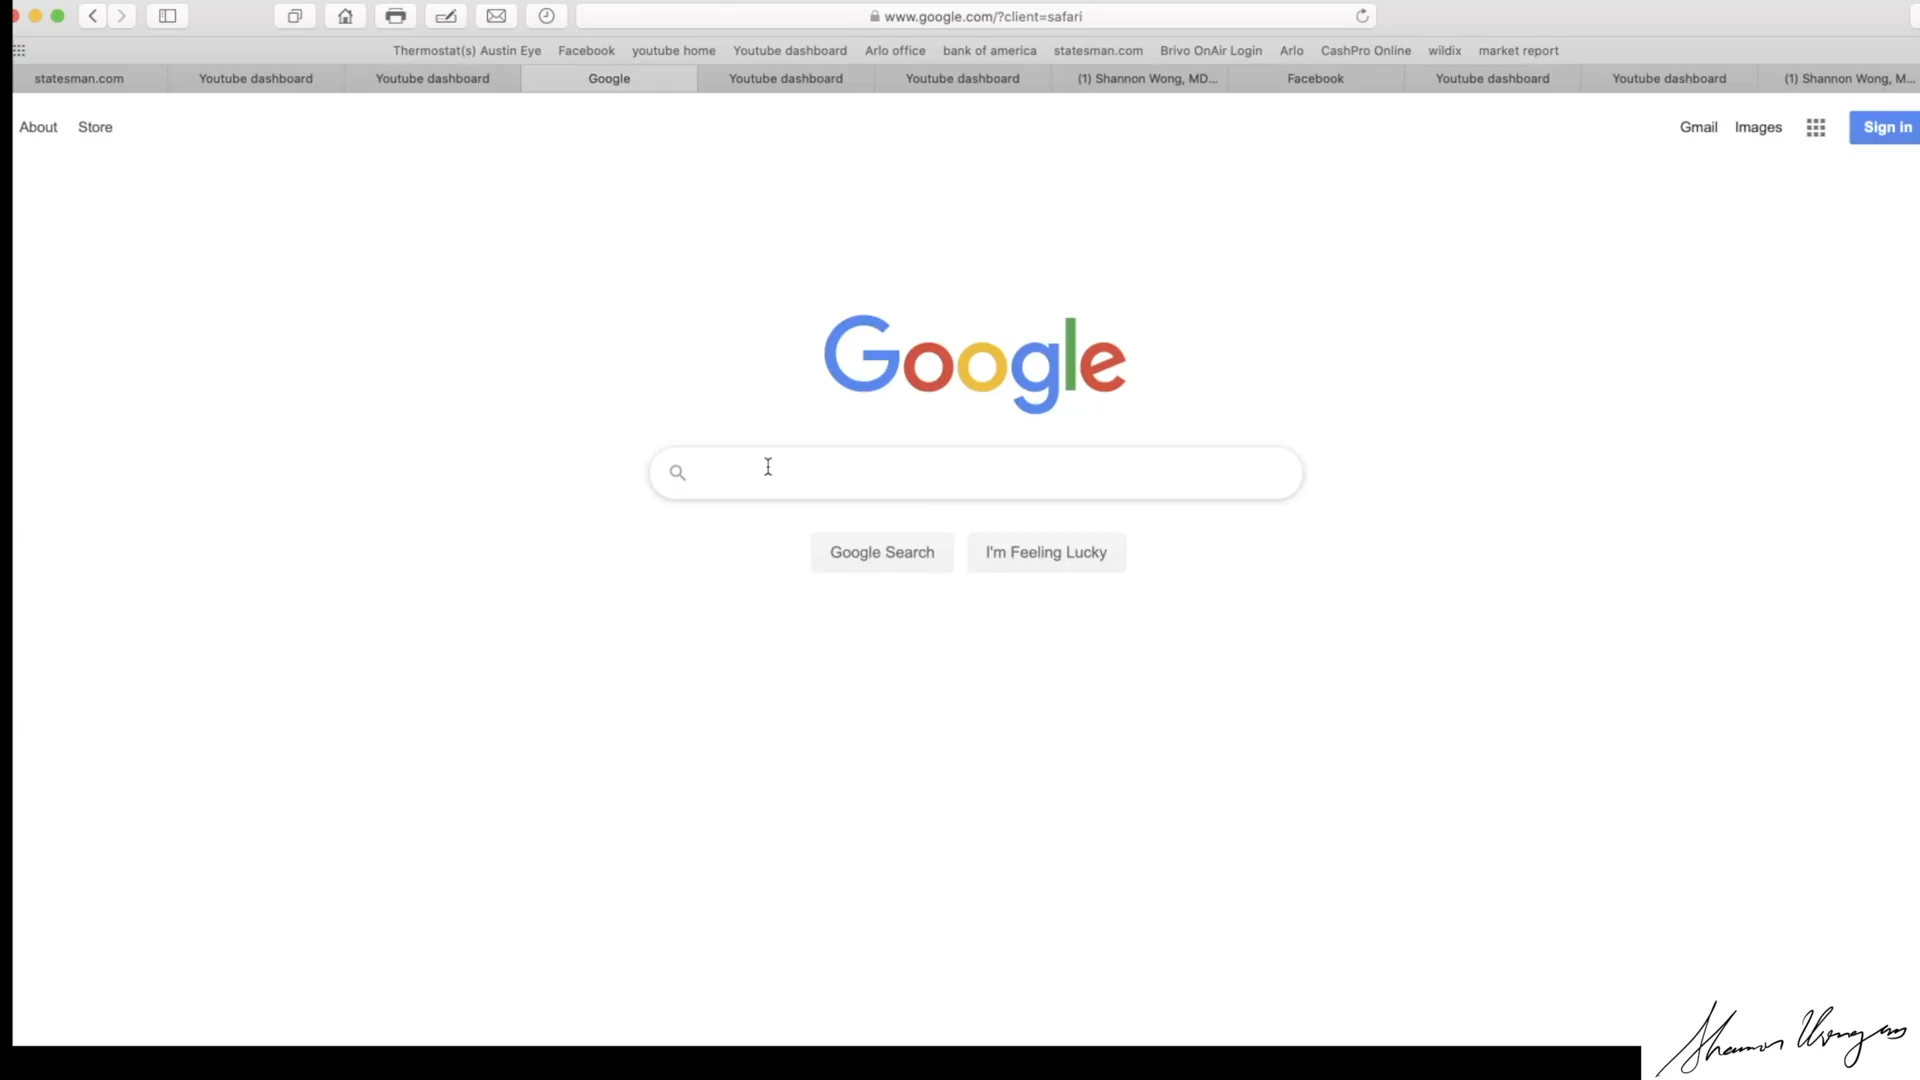 www.google.com/?client=safari
Thermostat(s) Austin Eye Facebook youtube home Youtube dashboard Arlo office bank of america statesman.com Brivo OnAir Login Arlo CashPro Online wildix market report
statesman.com Youtube dashboard Youtube dashboard Google Youtube dashboard Youtube dashboard (1) Shannon Wong, MD... Facebook Youtube dashboard Youtube dashboard (1) Shannon Wong, M...
About Store Gmail Images Sign in
Google
Google Search I'm Feeling Lucky
Shannon Wong